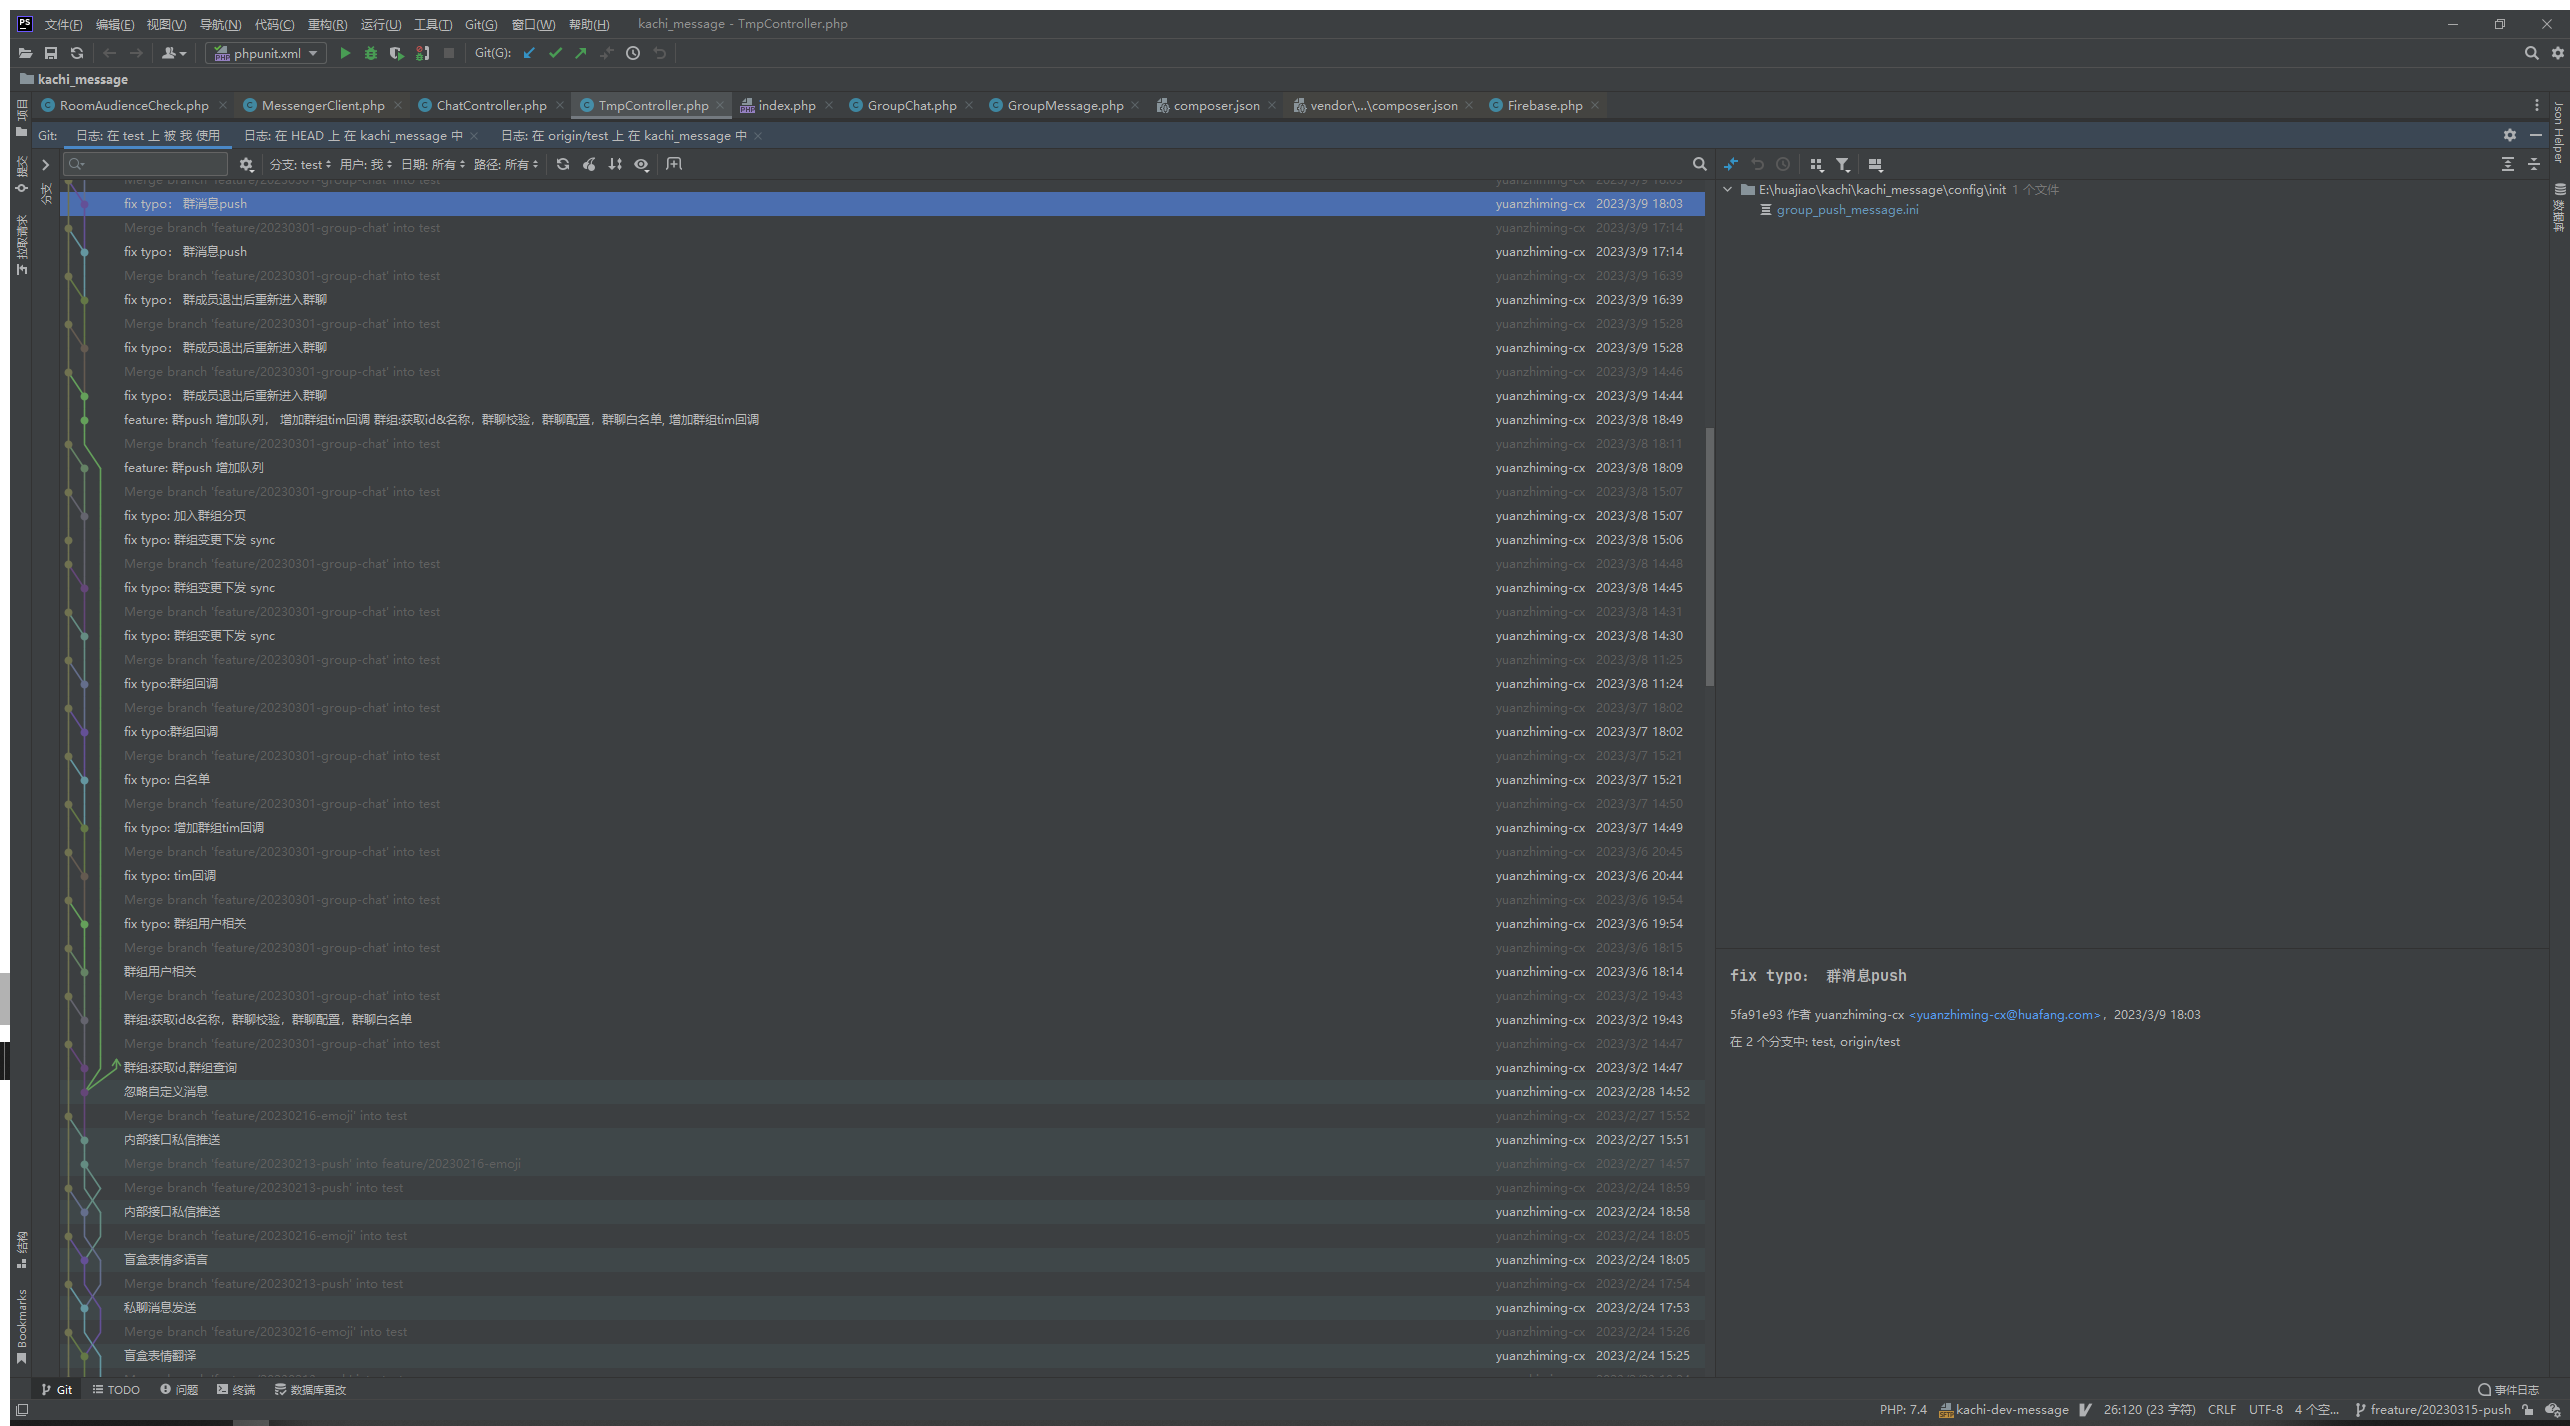 文件(F) 编辑(E) 视图(V) 导航(N) 代码(C) 重构(R) 运行(U) 工具(T) Git(G) 窗口(W) 帮助(H) kachi_message - TmpController.php
phpunit.xml Git(G):
kachi_message
RoomAudienceCheck.php MessengerClient.php ChatController.php TmpController.php index.php GroupChat.php GroupMessage.php composer.json vendor\...\composer.json Firebase.php
Git: 日志: 在 test 上 被 我 使用 日志: 在 HEAD 上 在 kachi_message 中 日志: 在 origin/test 上 在 kachi_message 中
分支: test 用户: 我 日期: 所有 路径: 所有
Merge branch 'feature/20230301-group-chat' into test yuanzhiming-cx 2023/3/9 18:03
fix typo： 群消息push yuanzhiming-cx 2023/3/9 18:03
Merge branch 'feature/20230301-group-chat' into test yuanzhiming-cx 2023/3/9 17:14
fix typo： 群消息push yuanzhiming-cx 2023/3/9 17:14
Merge branch 'feature/20230301-group-chat' into test yuanzhiming-cx 2023/3/9 16:39
fix typo： 群成员退出后重新进入群聊 yuanzhiming-cx 2023/3/9 16:39
Merge branch 'feature/20230301-group-chat' into test yuanzhiming-cx 2023/3/9 15:28
fix typo： 群成员退出后重新进入群聊 yuanzhiming-cx 2023/3/9 15:28
Merge branch 'feature/20230301-group-chat' into test yuanzhiming-cx 2023/3/9 14:46
fix typo： 群成员退出后重新进入群聊 yuanzhiming-cx 2023/3/9 14:44
feature: 群push 增加队列， 增加群组tim回调 群组:获取id&名称，群聊校验，群聊配置，群聊白名单, 增加群组tim回调 yuanzhiming-cx 2023/3/8 18:49
Merge branch 'feature/20230301-group-chat' into test yuanzhiming-cx 2023/3/8 18:11
feature: 群push 增加队列 yuanzhiming-cx 2023/3/8 18:09
Merge branch 'feature/20230301-group-chat' into test yuanzhiming-cx 2023/3/8 15:07
fix typo: 加入群组分页 yuanzhiming-cx 2023/3/8 15:07
fix typo: 群组变更下发 sync yuanzhiming-cx 2023/3/8 15:06
Merge branch 'feature/20230301-group-chat' into test yuanzhiming-cx 2023/3/8 14:48
fix typo: 群组变更下发 sync yuanzhiming-cx 2023/3/8 14:45
Merge branch 'feature/20230301-group-chat' into test yuanzhiming-cx 2023/3/8 14:31
fix typo: 群组变更下发 sync yuanzhiming-cx 2023/3/8 14:30
Merge branch 'feature/20230301-group-chat' into test yuanzhiming-cx 2023/3/8 11:25
fix typo:群组回调 yuanzhiming-cx 2023/3/8 11:24
Merge branch 'feature/20230301-group-chat' into test yuanzhiming-cx 2023/3/7 18:02
fix typo:群组回调 yuanzhiming-cx 2023/3/7 18:02
Merge branch 'feature/20230301-group-chat' into test yuanzhiming-cx 2023/3/7 15:21
fix typo: 白名单 yuanzhiming-cx 2023/3/7 15:21
Merge branch 'feature/20230301-group-chat' into test yuanzhiming-cx 2023/3/7 14:50
fix typo: 增加群组tim回调 yuanzhiming-cx 2023/3/7 14:49
Merge branch 'feature/20230301-group-chat' into test yuanzhiming-cx 2023/3/6 20:45
fix typo: tim回调 yuanzhiming-cx 2023/3/6 20:44
Merge branch 'feature/20230301-group-chat' into test yuanzhiming-cx 2023/3/6 19:54
fix typo: 群组用户相关 yuanzhiming-cx 2023/3/6 19:54
Merge branch 'feature/20230301-group-chat' into test yuanzhiming-cx 2023/3/6 18:15
群组用户相关 yuanzhiming-cx 2023/3/6 18:14
Merge branch 'feature/20230301-group-chat' into test yuanzhiming-cx 2023/3/2 19:43
群组:获取id&名称，群聊校验，群聊配置，群聊白名单 yuanzhiming-cx 2023/3/2 19:43
Merge branch 'feature/20230301-group-chat' into test yuanzhiming-cx 2023/3/2 14:47
群组:获取id,群组查询 yuanzhiming-cx 2023/3/2 14:47
忽略自定义消息 yuanzhiming-cx 2023/2/28 14:52
Merge branch 'feature/20230216-emoji' into test yuanzhiming-cx 2023/2/27 15:52
内部接口私信推送 yuanzhiming-cx 2023/2/27 15:51
Merge branch 'feature/20230213-push' into feature/20230216-emoji yuanzhiming-cx 2023/2/27 14:57
Merge branch 'feature/20230213-push' into test yuanzhiming-cx 2023/2/24 18:59
内部接口私信推送 yuanzhiming-cx 2023/2/24 18:58
Merge branch 'feature/20230216-emoji' into test yuanzhiming-cx 2023/2/24 18:05
盲盒表情多语言 yuanzhiming-cx 2023/2/24 18:05
Merge branch 'feature/20230213-push' into test yuanzhiming-cx 2023/2/24 17:54
私聊消息发送 yuanzhiming-cx 2023/2/24 17:53
Merge branch 'feature/20230216-emoji' into test yuanzhiming-cx 2023/2/24 15:26
盲盒表情翻译 yuanzhiming-cx 2023/2/24 15:25
E:\huajiao\kachi\kachi_message\config\init 1 个文件
group_push_message.ini
fix typo： 群消息push
5fa91e93 作者 yuanzhiming-cx <yuanzhiming-cx@huafang.com>，2023/3/9 18:03
在 2 个分支中: test, origin/test
项目
提交
拉取请求
分支
结构
Bookmarks
Json Helper
数据库
Git TODO 问题 终端 数据库更改 事件日志
PHP: 7.4 kachi-dev-message 26:120 (23 字符) CRLF UTF-8 4 个空... freature/20230315-push